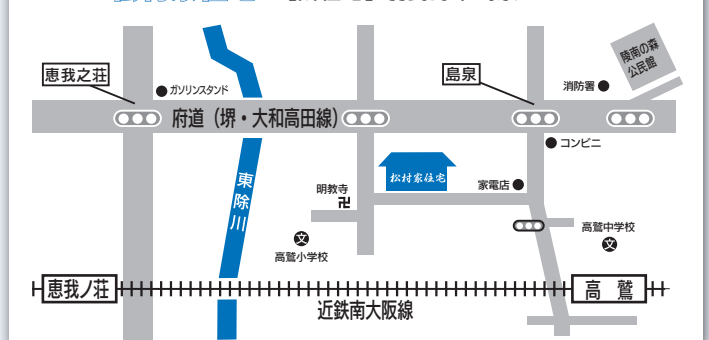 陵南の森
公民館
恵我之荘
島泉
ガソリンスタンド
消防署
府道（堺・大和高田線）
コンビニ
松村家住宅
家電店
東除川
明教寺
卍
文
高鷲小学校
高鷲中学校
文
恵我ノ荘
高鷲
近鉄南大阪線